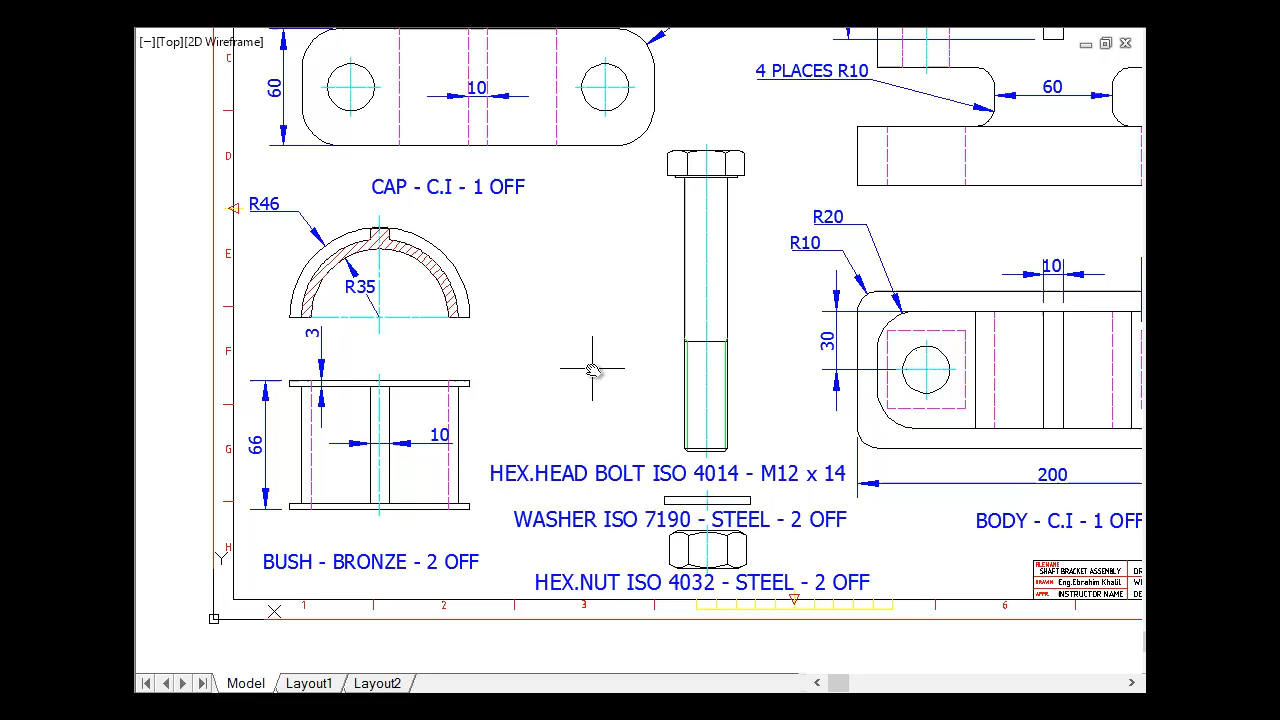 [−][Top][2D Wireframe]
C
60
10
4 PLACES R10
60
D
CAP - C.I - 1 OFF
R46
R20
R10
E
10
R35
3
30
F
66
10
G
HEX.HEAD BOLT ISO 4014 - M12 x 14
200
WASHER ISO 7190 - STEEL - 2 OFF
BODY - C.I - 1 OFF
H
Y
BUSH - BRONZE - 2 OFF
HEX.NUT ISO 4032 - STEEL - 2 OFF
FILENAME
SHAFT BRACKET ASSEMBLY
DRAWN
Eng.Ebrahim Khalil
APPR.
INSTRUCTOR NAME
X
1 2 3 6
Model Layout1 Layout2